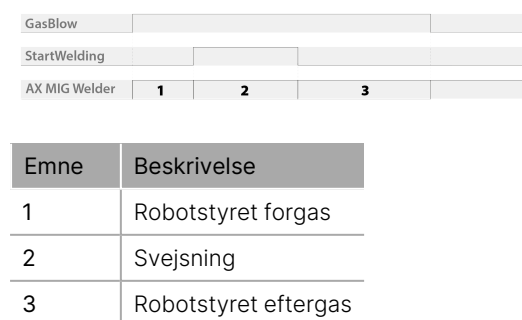 GasBlow
StartWelding
AX MIG Welder 1 2 3
Emne Beskrivelse
1 Robotstyret forgas
2 Svejsning
3 Robotstyret eftergas